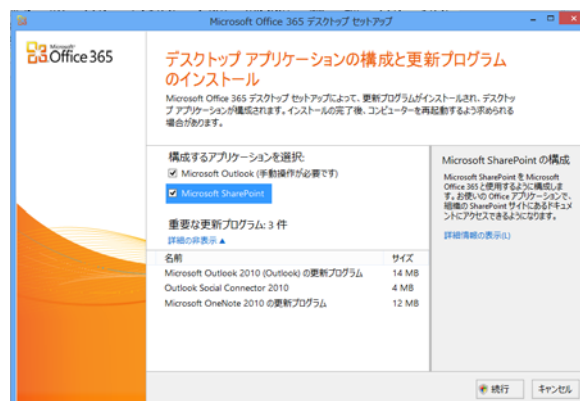 Microsoft Office 365 デスクトップ セットアップ
Microsoft
Office 365
デスクトップ アプリケーションの構成と更新プログラム
のインストール
Microsoft Office 365 デスクトップ セットアップによって、更新プログラムがインストールされ、デスクトッ
プ アプリケーションが構成されます。インストールの完了後、コンピューターを再起動するよう求められる
場合があります。
構成するアプリケーションを選択:
Microsoft Outlook (手動操作が必要です)
Microsoft SharePoint
重要な更新プログラム: 3 件
詳細の非表示▲
名前 サイズ
Microsoft Outlook 2010 (Outlook) の更新プログラム 14 MB
Outlook Social Connector 2010 4 MB
Microsoft OneNote 2010 の更新プログラム 12 MB
Microsoft SharePoint の構成
Microsoft SharePoint を Microsoft
Office 365 と使用するように構成しま
す。お使いの Office アプリケーションで、
組織の SharePoint サイトにあるドキュメ
ントにアクセスできるようになります。
詳細情報の表示(L)
続行 キャンセル